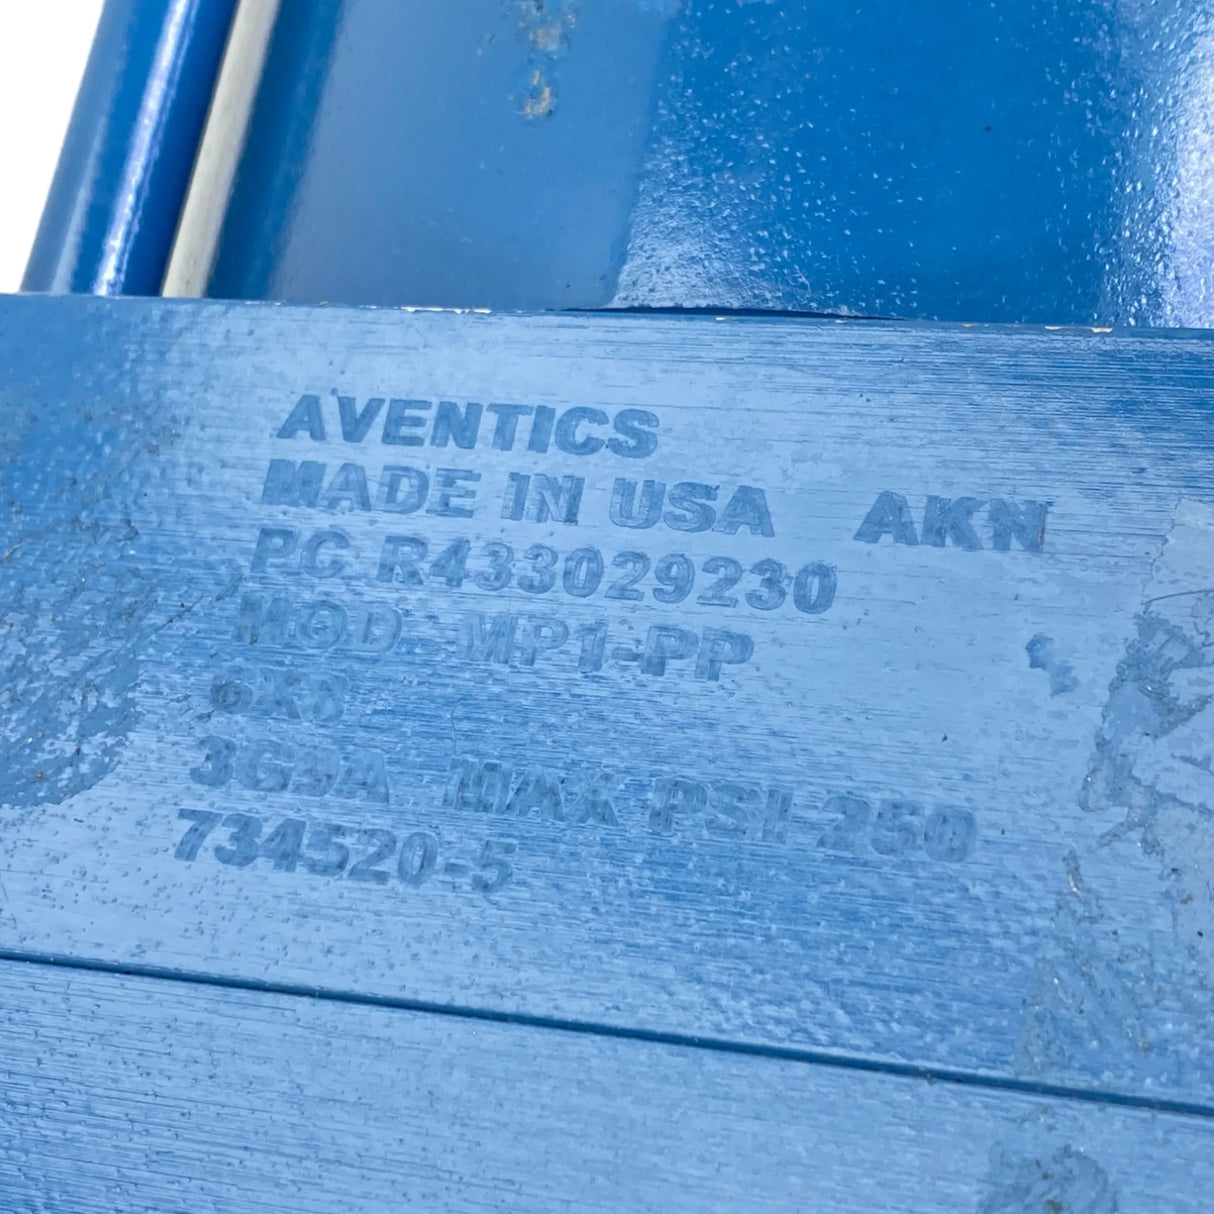 AVENTICS
MADE IN USA AKN
PC R433029230
MOD MP1-PP
6X8
3G9A MAX PSI 250
734520-5